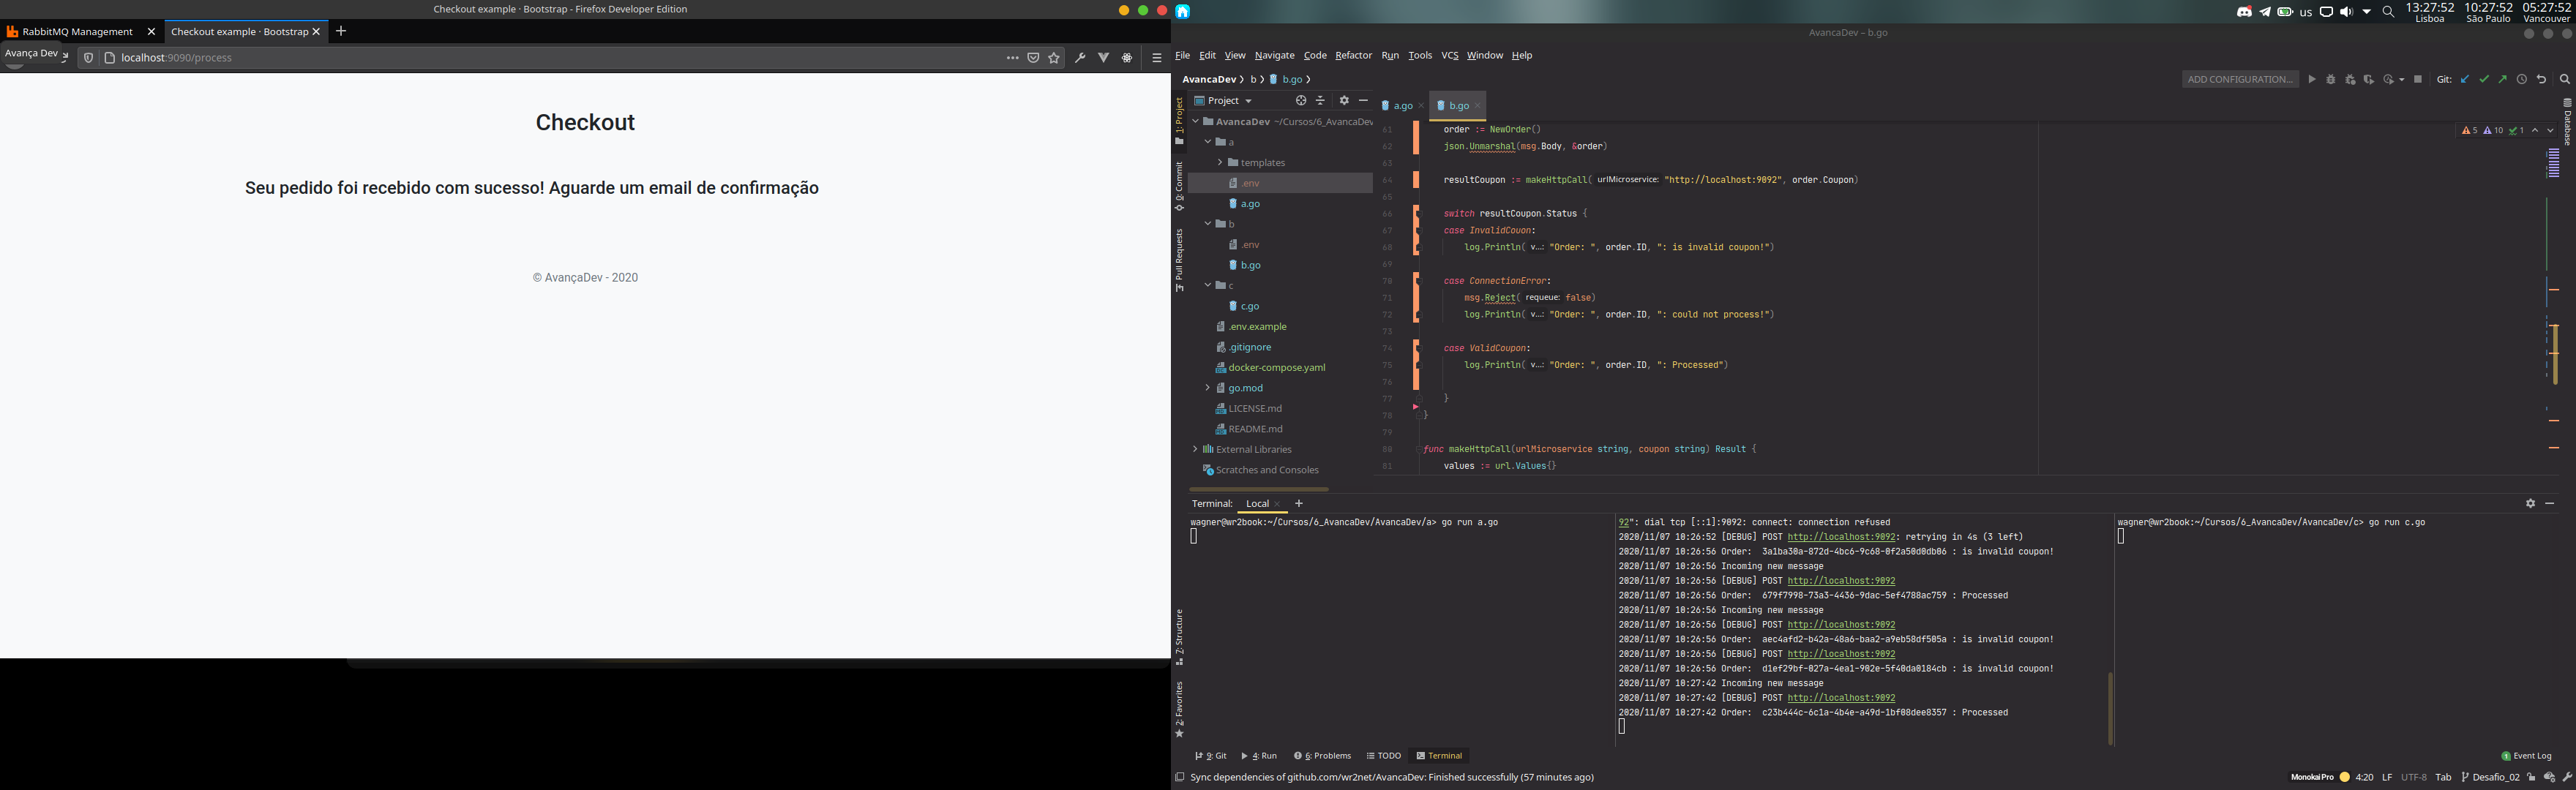 Checkout example · Bootstrap - Firefox Developer Edition
RabbitMQ Management
Checkout example · Bootstrap
Avança Dev
localhost:9090/process
Checkout
Seu pedido foi recebido com sucesso! Aguarde um email de confirmação
© AvançaDev - 2020
us
13:27:52 10:27:52 05:27:52
Lisboa São Paulo Vancouver
AvancaDev – b.go
File Edit View Navigate Code Refactor Run Tools VCS Window Help
AvancaDev b b.go
ADD CONFIGURATION...
Git:
1: Project
0: Commit
Pull Requests
7: Structure
2: Favorites
Database
Project
AvancaDev ~/Cursos/6_AvancaDev
a
templates
.env
a.go
b
.env
b.go
c
c.go
.env.example
.gitignore
docker-compose.yaml
go.mod
LICENSE.md
README.md
External Libraries
Scratches and Consoles
a.go
b.go
5 10 1
61 order := NewOrder()
62 json.Unmarshal(msg.Body, &order)
63
64 resultCoupon := makeHttpCall( urlMicroservice: "http://localhost:9092", order.Coupon)
65
66 switch resultCoupon.Status {
67 case InvalidCouon:
68 log.Println( v...: "Order: ", order.ID, ": is invalid coupon!")
69
70 case ConnectionError:
71 msg.Reject( requeue: false)
72 log.Println( v...: "Order: ", order.ID, ": could not process!")
73
74 case ValidCoupon:
75 log.Println( v...: "Order: ", order.ID, ": Processed")
76
77 }
78 }
79
80 func makeHttpCall(urlMicroservice string, coupon string) Result {
81 values := url.Values{}
Terminal: Local
wagner@wr2book:~/Cursos/6_AvancaDev/AvancaDev/a> go run a.go
92": dial tcp [::1]:9092: connect: connection refused
2020/11/07 10:26:52 [DEBUG] POST http://localhost:9092: retrying in 4s (3 left)
2020/11/07 10:26:56 Order:  3a1ba30a-872d-4bc6-9c68-0f2a50d0db06 : is invalid coupon!
2020/11/07 10:26:56 Incoming new message
2020/11/07 10:26:56 [DEBUG] POST http://localhost:9092
2020/11/07 10:26:56 Order:  679f7998-73a3-4436-9dac-5ef4788ac759 : Processed
2020/11/07 10:26:56 Incoming new message
2020/11/07 10:26:56 [DEBUG] POST http://localhost:9092
2020/11/07 10:26:56 Order:  aec4afd2-b42a-48a6-baa2-a9eb58df505a : is invalid coupon!
2020/11/07 10:26:56 [DEBUG] POST http://localhost:9092
2020/11/07 10:26:56 Order:  d1ef29bf-027a-4ea1-902e-5f40da0184cb : is invalid coupon!
2020/11/07 10:27:42 Incoming new message
2020/11/07 10:27:42 [DEBUG] POST http://localhost:9092
2020/11/07 10:27:42 Order:  c23b444c-6c1a-4b4e-a49d-1bf08dee8357 : Processed
wagner@wr2book:~/Cursos/6_AvancaDev/AvancaDev/c> go run c.go
9: Git 4: Run 6: Problems TODO Terminal
1 Event Log
Sync dependencies of github.com/wr2net/AvancaDev: Finished successfully (57 minutes ago)
Monokai Pro 4:20 LF UTF-8 Tab Desafio_02